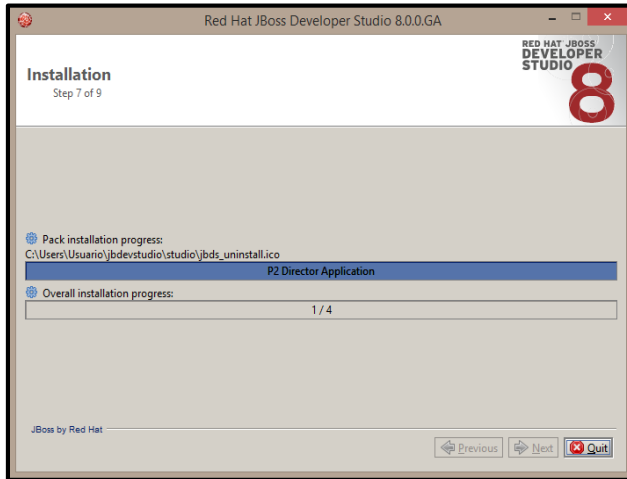 Red Hat JBoss Developer Studio 8.0.0.GA
RED HAT JBOSS
DEVELOPER
STUDIO
8
Installation
Step 7 of 9
Pack installation progress:
C:\Users\Usuario\jbdevstudio\studio\jbds_uninstall.ico
P2 Director Application
Overall installation progress:
1 / 4
JBoss by Red Hat
Previous
Next
Quit